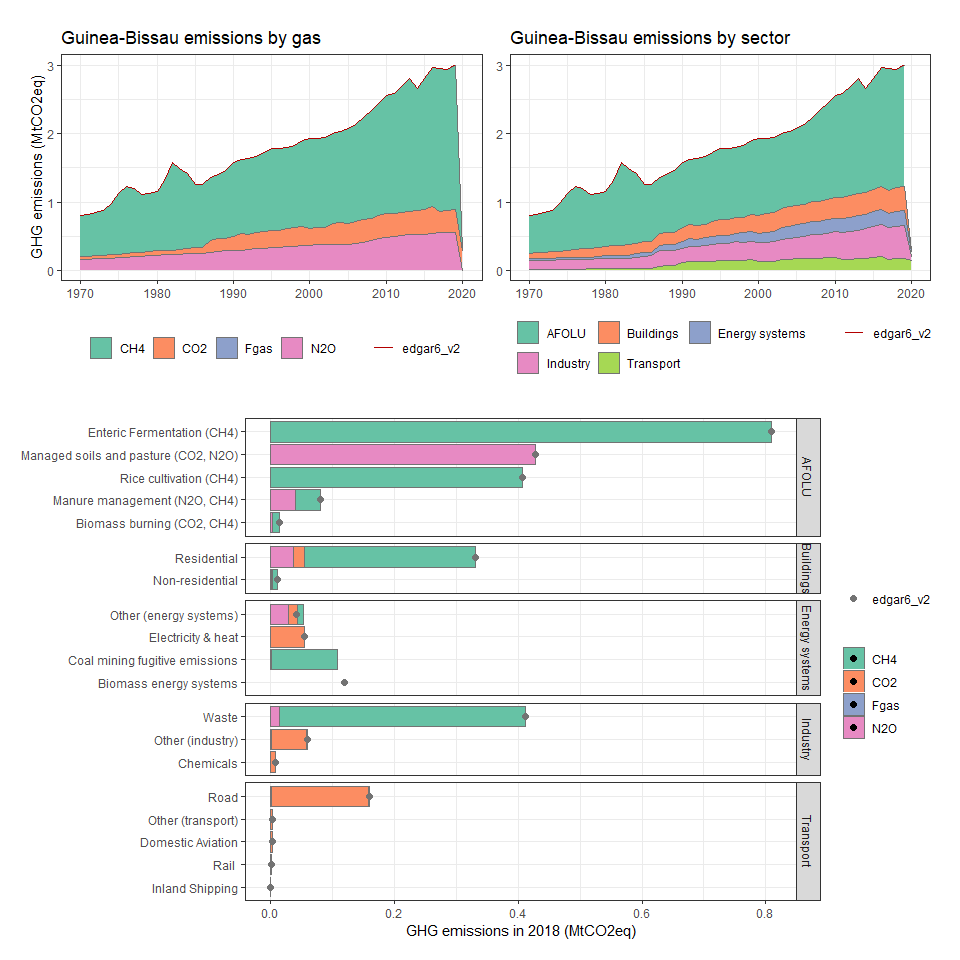 Guinea-Bissau emissions by gas
GHG emissions (MtCO2eq)
3
2
1
0
1970 1980 1990 2000 2010 2020
CH4 CO2 Fgas N2O edgar6_v2
Guinea-Bissau emissions by sector
3
2
1
0
1970 1980 1990 2000 2010 2020
AFOLU Buildings Energy systems edgar6_v2
Industry Transport
Enteric Fermentation (CH4)
Managed soils and pasture (CO2, N2O)
Rice cultivation (CH4)
Manure management (N2O, CH4)
Biomass burning (CO2, CH4)
AFOLU
Residential
Non-residential
Buildings
Other (energy systems)
Electricity & heat
Coal mining fugitive emissions
Biomass energy systems
Energy systems
Waste
Other (industry)
Chemicals
Industry
Road
Other (transport)
Domestic Aviation
Rail
Inland Shipping
Transport
0.0 0.2 0.4 0.6 0.8
GHG emissions in 2018 (MtCO2eq)
edgar6_v2
CH4
CO2
Fgas
N2O